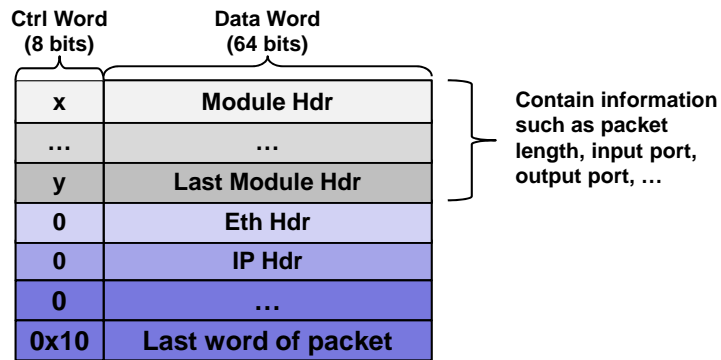 Ctrl Word
(8 bits)
Data Word
(64 bits)
x Module Hdr
… …
y Last Module Hdr
0 Eth Hdr
0 IP Hdr
0 …
0x10 Last word of packet
Contain information
such as packet
length, input port,
output port, …